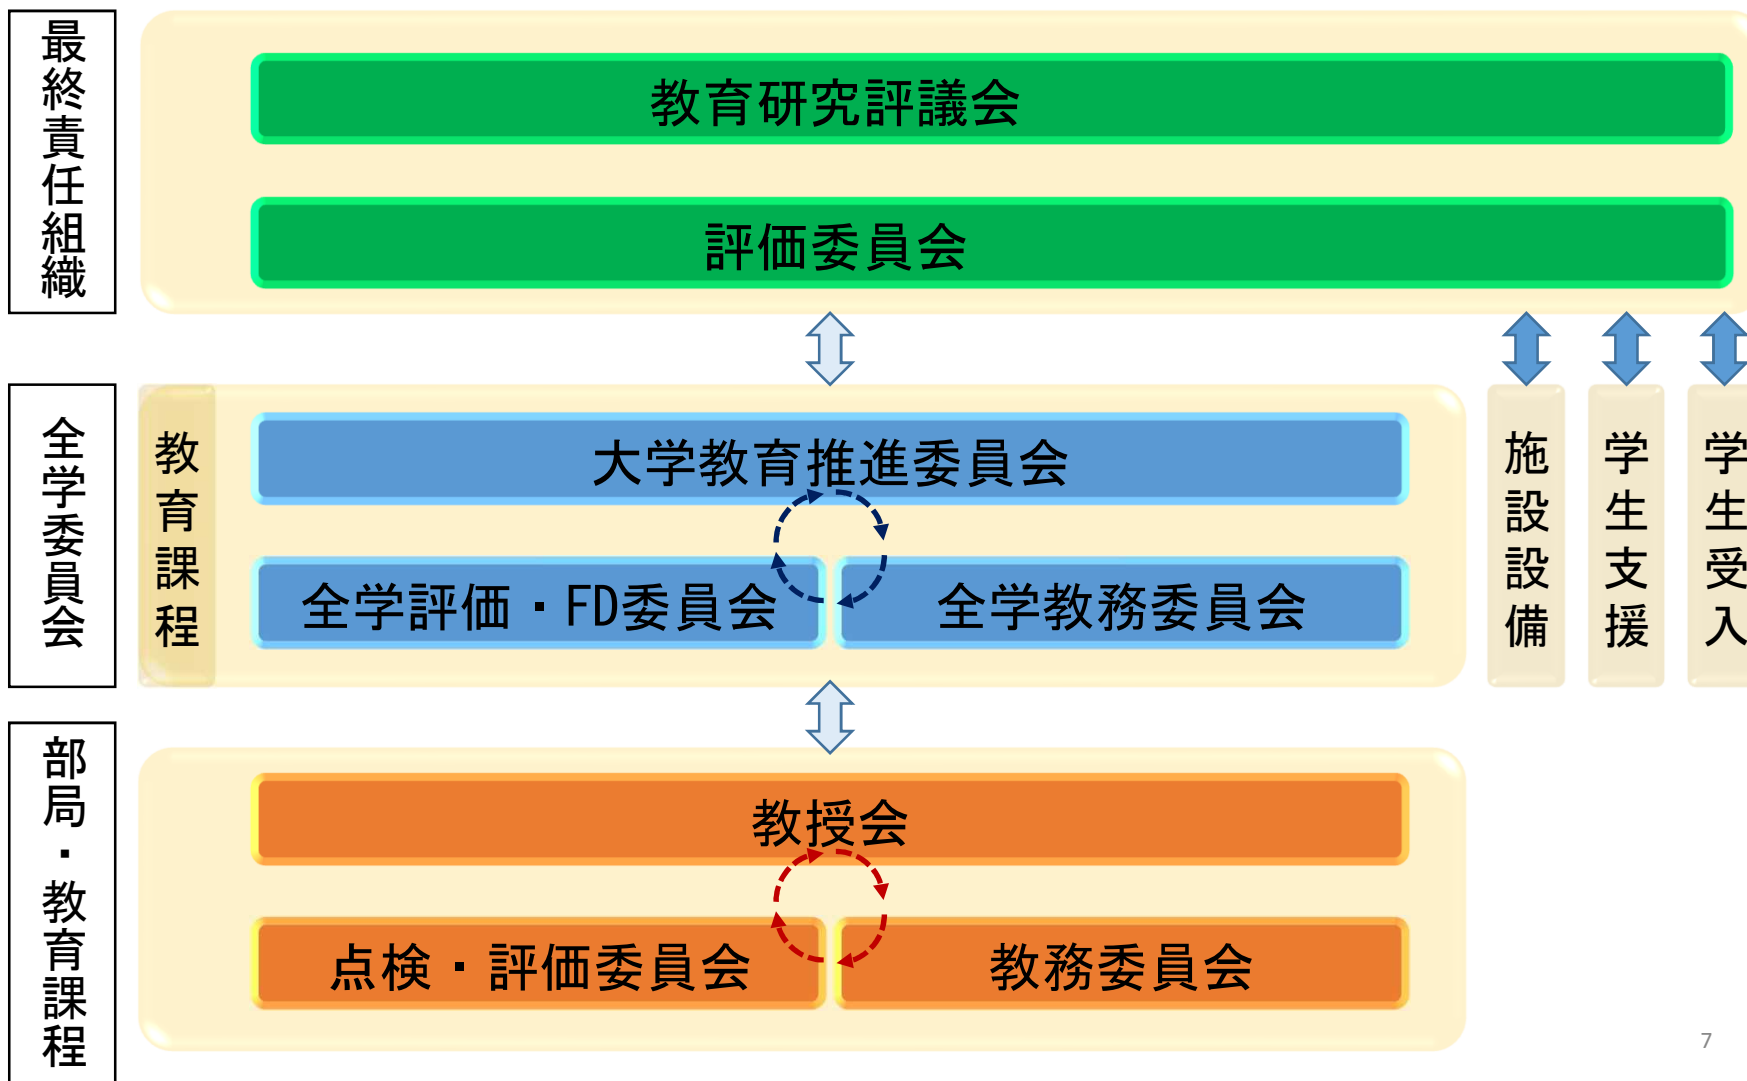 最終責任組織
教育研究評議会
評価委員会
全学委員会
教育課程
大学教育推進委員会
全学評価・FD委員会
全学教務委員会
施設設備
学生支援
学生受入
部局・教育課程
教授会
点検・評価委員会
教務委員会
7